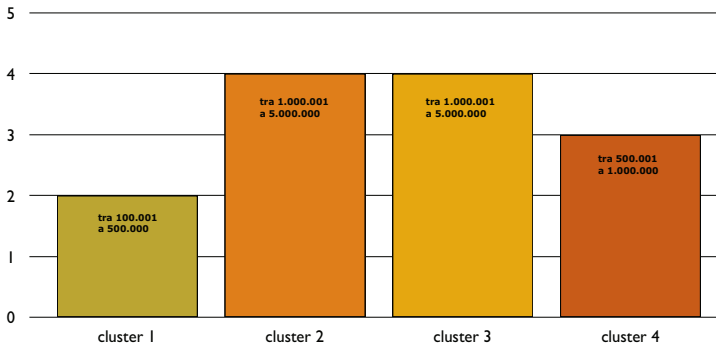 5
4
tra 1.000.001
a 5.000.000
tra 1.000.001
a 5.000.000
3
tra 500.001
a 1.000.000
2
tra 100.001
a 500.000
1
0
cluster 1
cluster 2
cluster 3
cluster 4